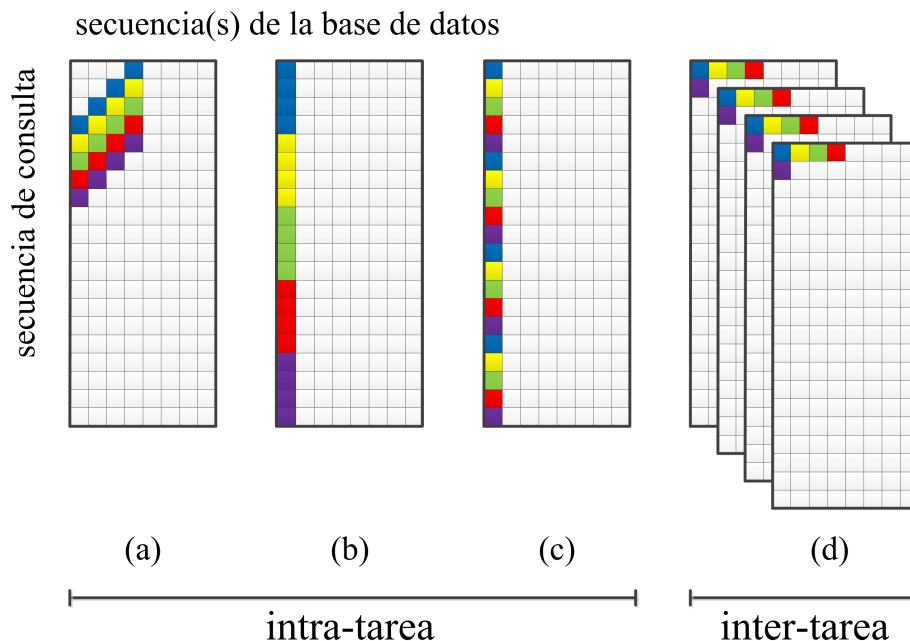 secuencia(s) de la base de datos
secuencia de consulta
(a)
(b)
(c)
(d)
intra-tarea
inter-tarea